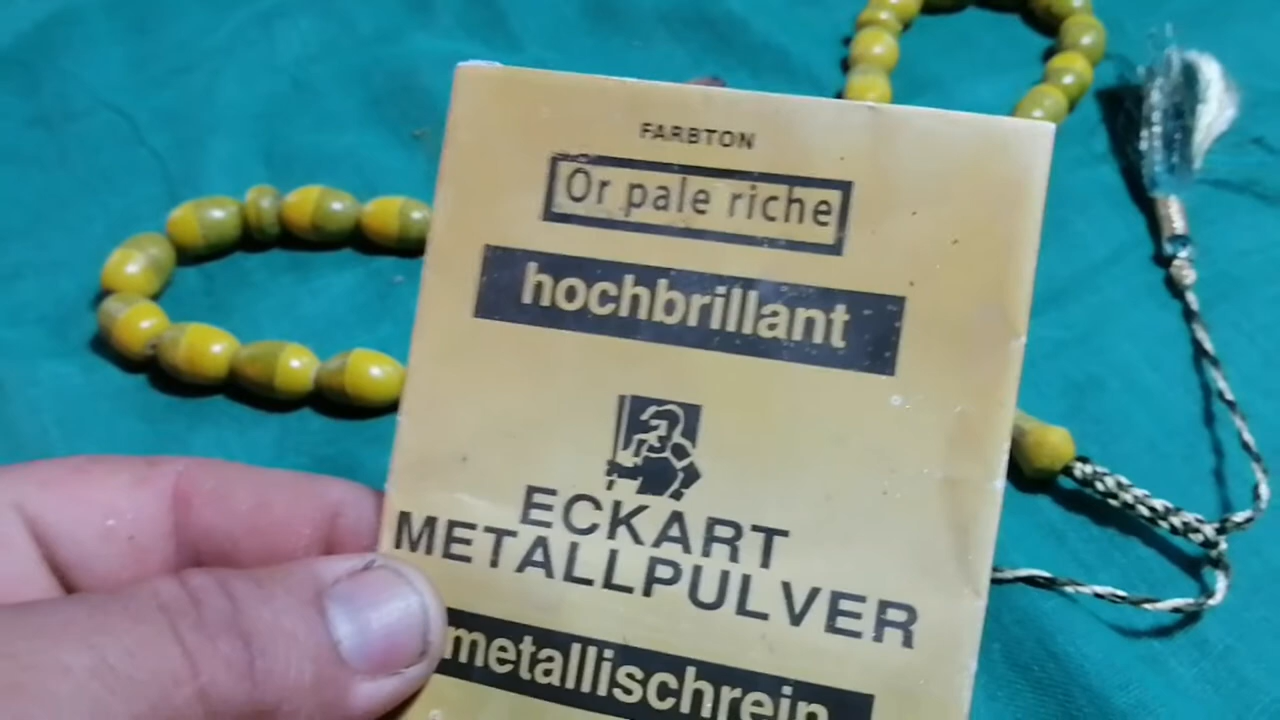 FARBTON
Or pale riche
hochbrillant
ECKART
METALLPULVER
metallischrein